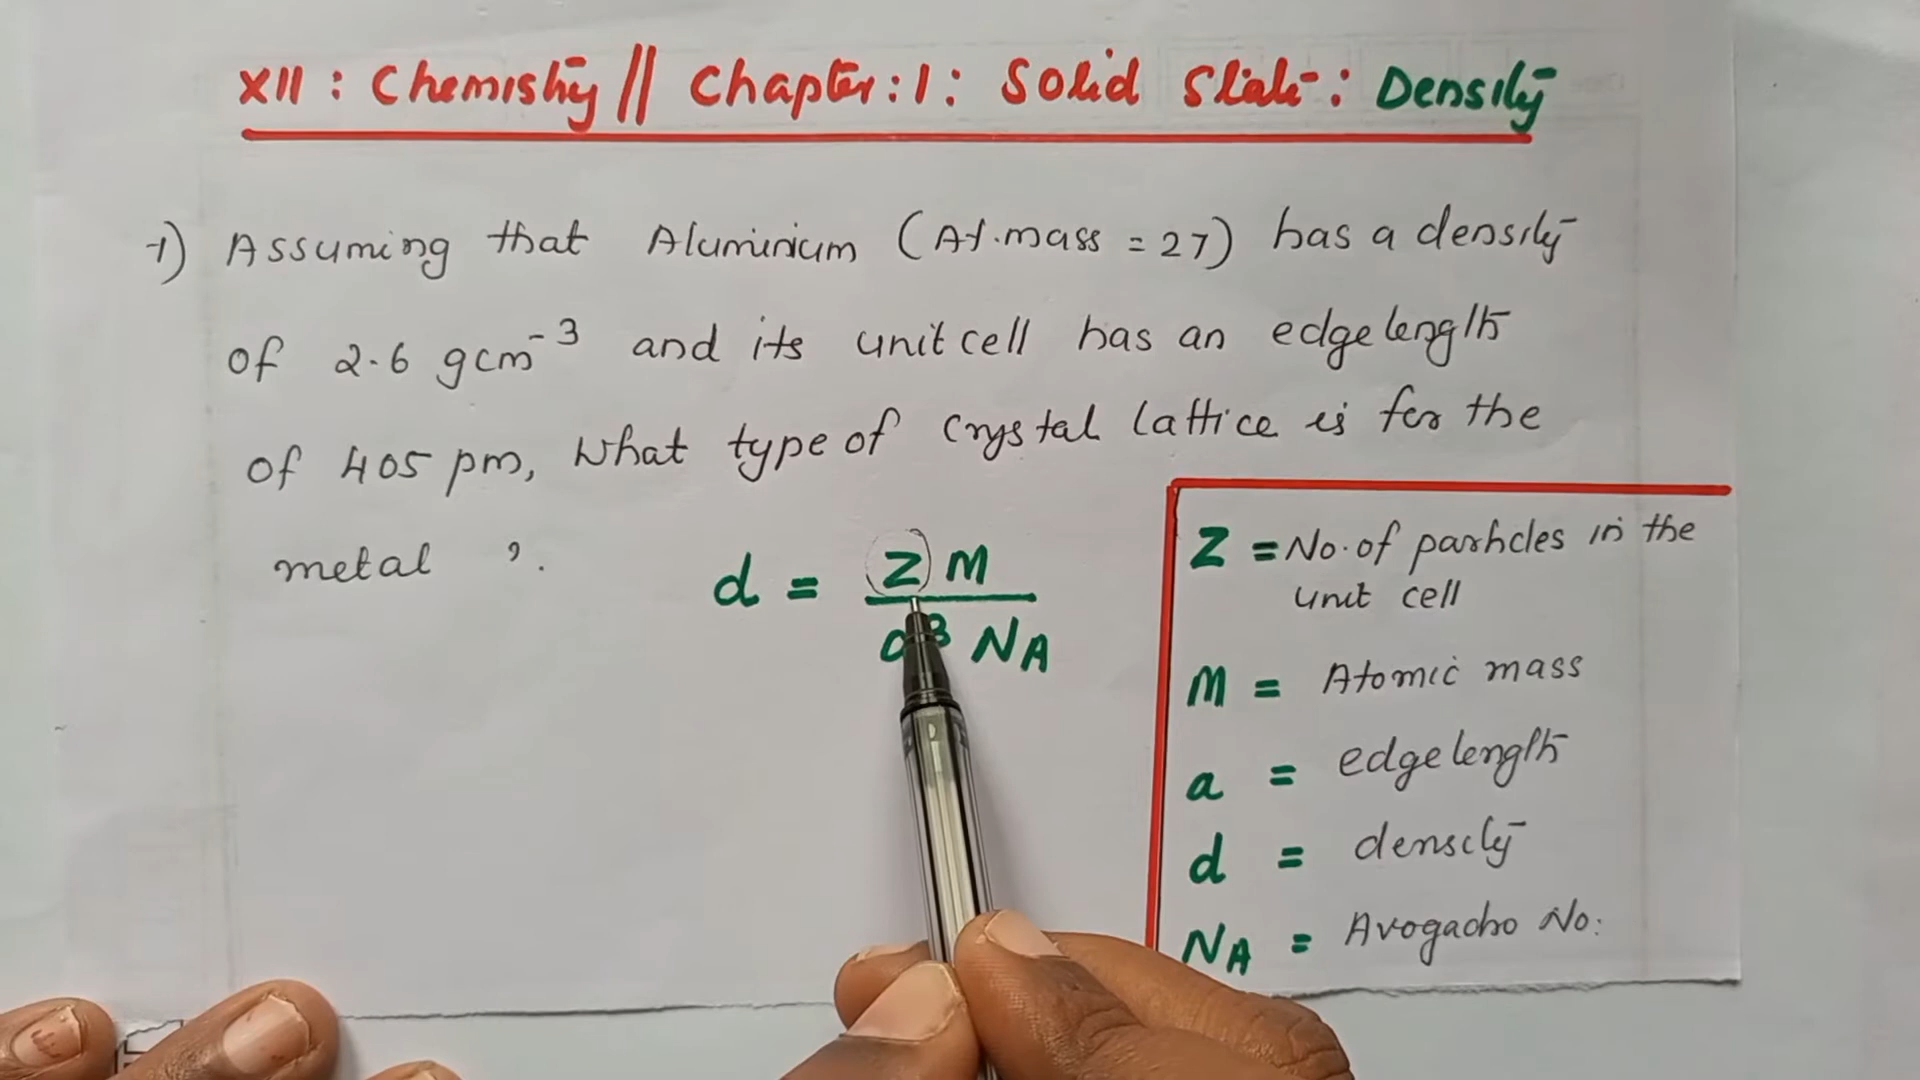 XII : Chemistry || Chapter:1: Solid State: Density
1) Assuming that Aluminium (At.mass = 27) has a density
of 2.6 gcm⁻³ and its unit cell has an edge length
of 405 pm, What type of crystal lattice is for the
metal ?.
d = Z M
a³ NA
Z = No. of particles in the
unit cell
M = Atomic mass
a = edge length
d = density
NA = Avogadro No: